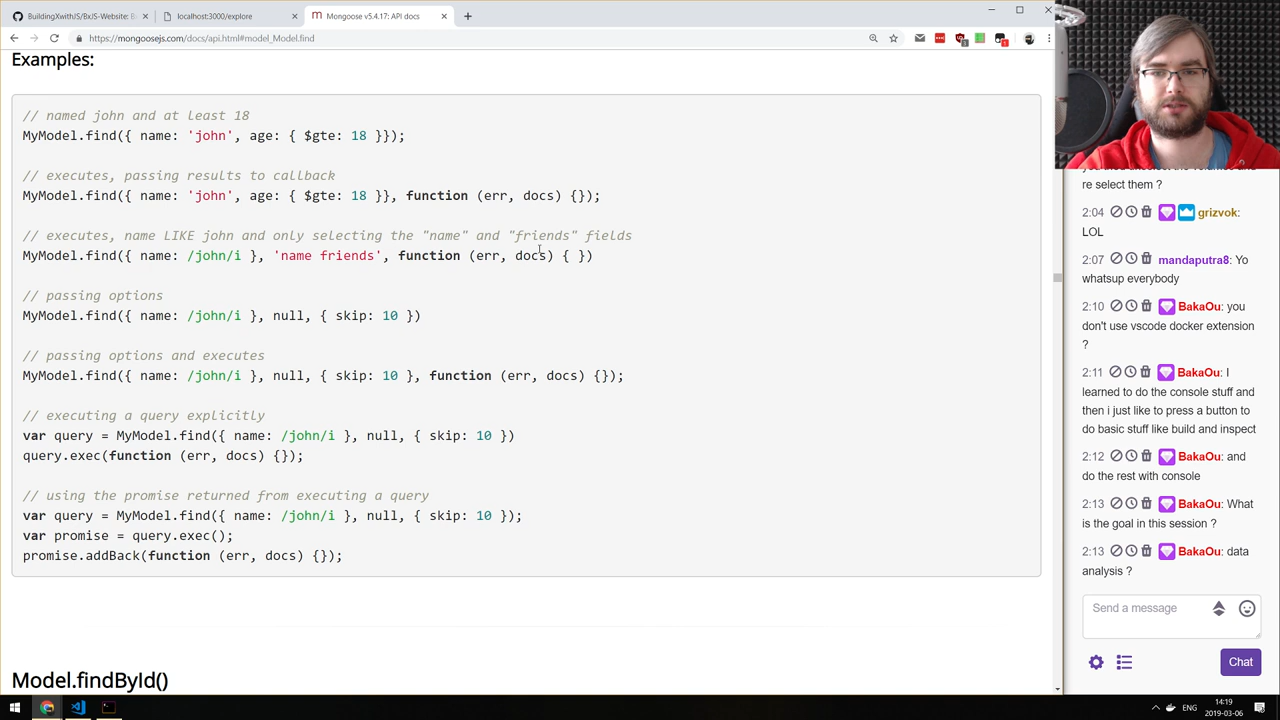 BuildingXwithJS/BxJS-Website: B
localhost:3000/explore
Mongoose v5.4.17: API docs
https://mongoosejs.com/docs/api.html#model_Model.find
Examples:
// named john and at least 18
MyModel.find({ name: 'john', age: { $gte: 18 }});
// executes, passing results to callback
MyModel.find({ name: 'john', age: { $gte: 18 }}, function (err, docs) {});
// executes, name LIKE john and only selecting the "name" and "friends" fields
MyModel.find({ name: /john/i }, 'name friends', function (err, docs) { })
// passing options
MyModel.find({ name: /john/i }, null, { skip: 10 })
// passing options and executes
MyModel.find({ name: /john/i }, null, { skip: 10 }, function (err, docs) {});
// executing a query explicitly
var query = MyModel.find({ name: /john/i }, null, { skip: 10 })
query.exec(function (err, docs) {});
// using the promise returned from executing a query
var query = MyModel.find({ name: /john/i }, null, { skip: 10 });
var promise = query.exec();
promise.addBack(function (err, docs) {});
Model.findById()
re select them ?
2:04 grizvok:
LOL
2:07 mandaputra8: Yo
whatsup everybody
2:10 BakaOu: you
don't use vscode docker extension
?
2:11 BakaOu: I
learned to do the console stuff and
then i just like to press a button to
do basic stuff like build and inspect
2:12 BakaOu: and
do the rest with console
2:13 BakaOu: What
is the goal in this session ?
2:13 BakaOu: data
analysis ?
Send a message
Chat
ENG
14:19
2019-03-06